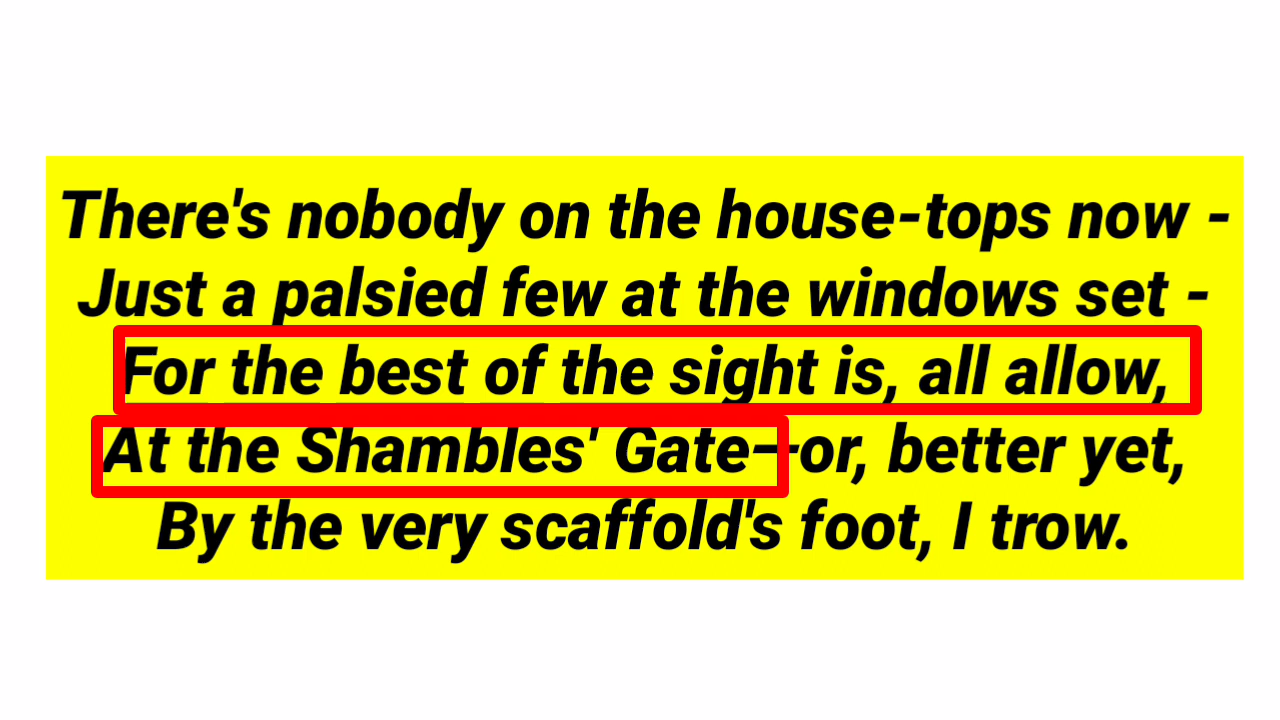 There's nobody on the house-tops now -
Just a palsied few at the windows set -
For the best of the sight is, all allow,
At the Shambles' Gate—or, better yet,
By the very scaffold's foot, I trow.